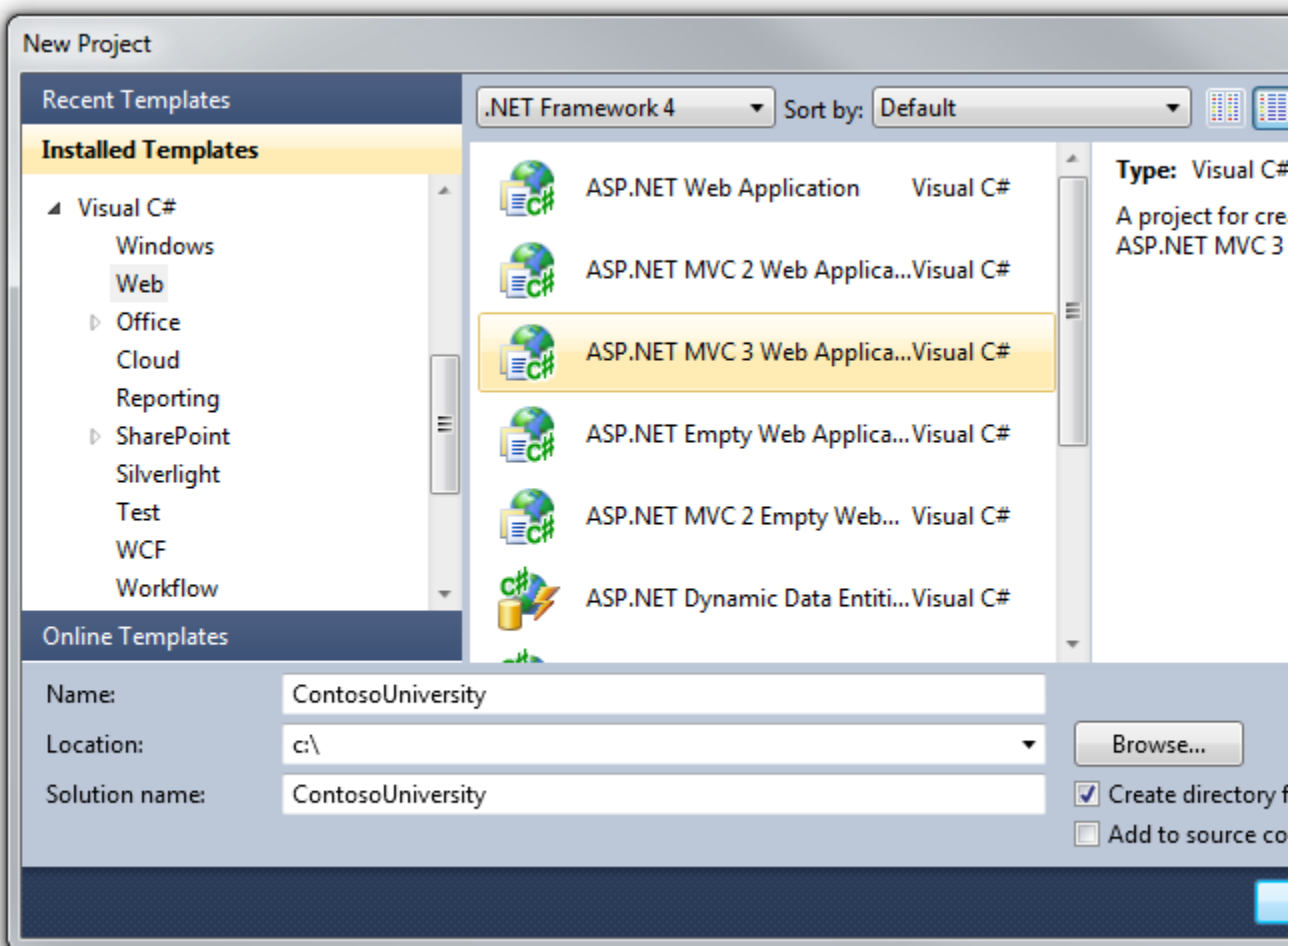 New Project
Recent Templates
Installed Templates
Visual C#
Windows
Web
Office
Cloud
Reporting
SharePoint
Silverlight
Test
WCF
Workflow
Online Templates
.NET Framework 4
Sort by: Default
ASP.NET Web Application Visual C#
ASP.NET MVC 2 Web Applica... Visual C#
ASP.NET MVC 3 Web Applica... Visual C#
ASP.NET Empty Web Applica... Visual C#
ASP.NET MVC 2 Empty Web... Visual C#
ASP.NET Dynamic Data Entiti... Visual C#
Type: Visual C#
A project for cre
ASP.NET MVC 3
Name: ContosoUniversity
Location: c:\
Browse...
Solution name: ContosoUniversity
Create directory f
Add to source co